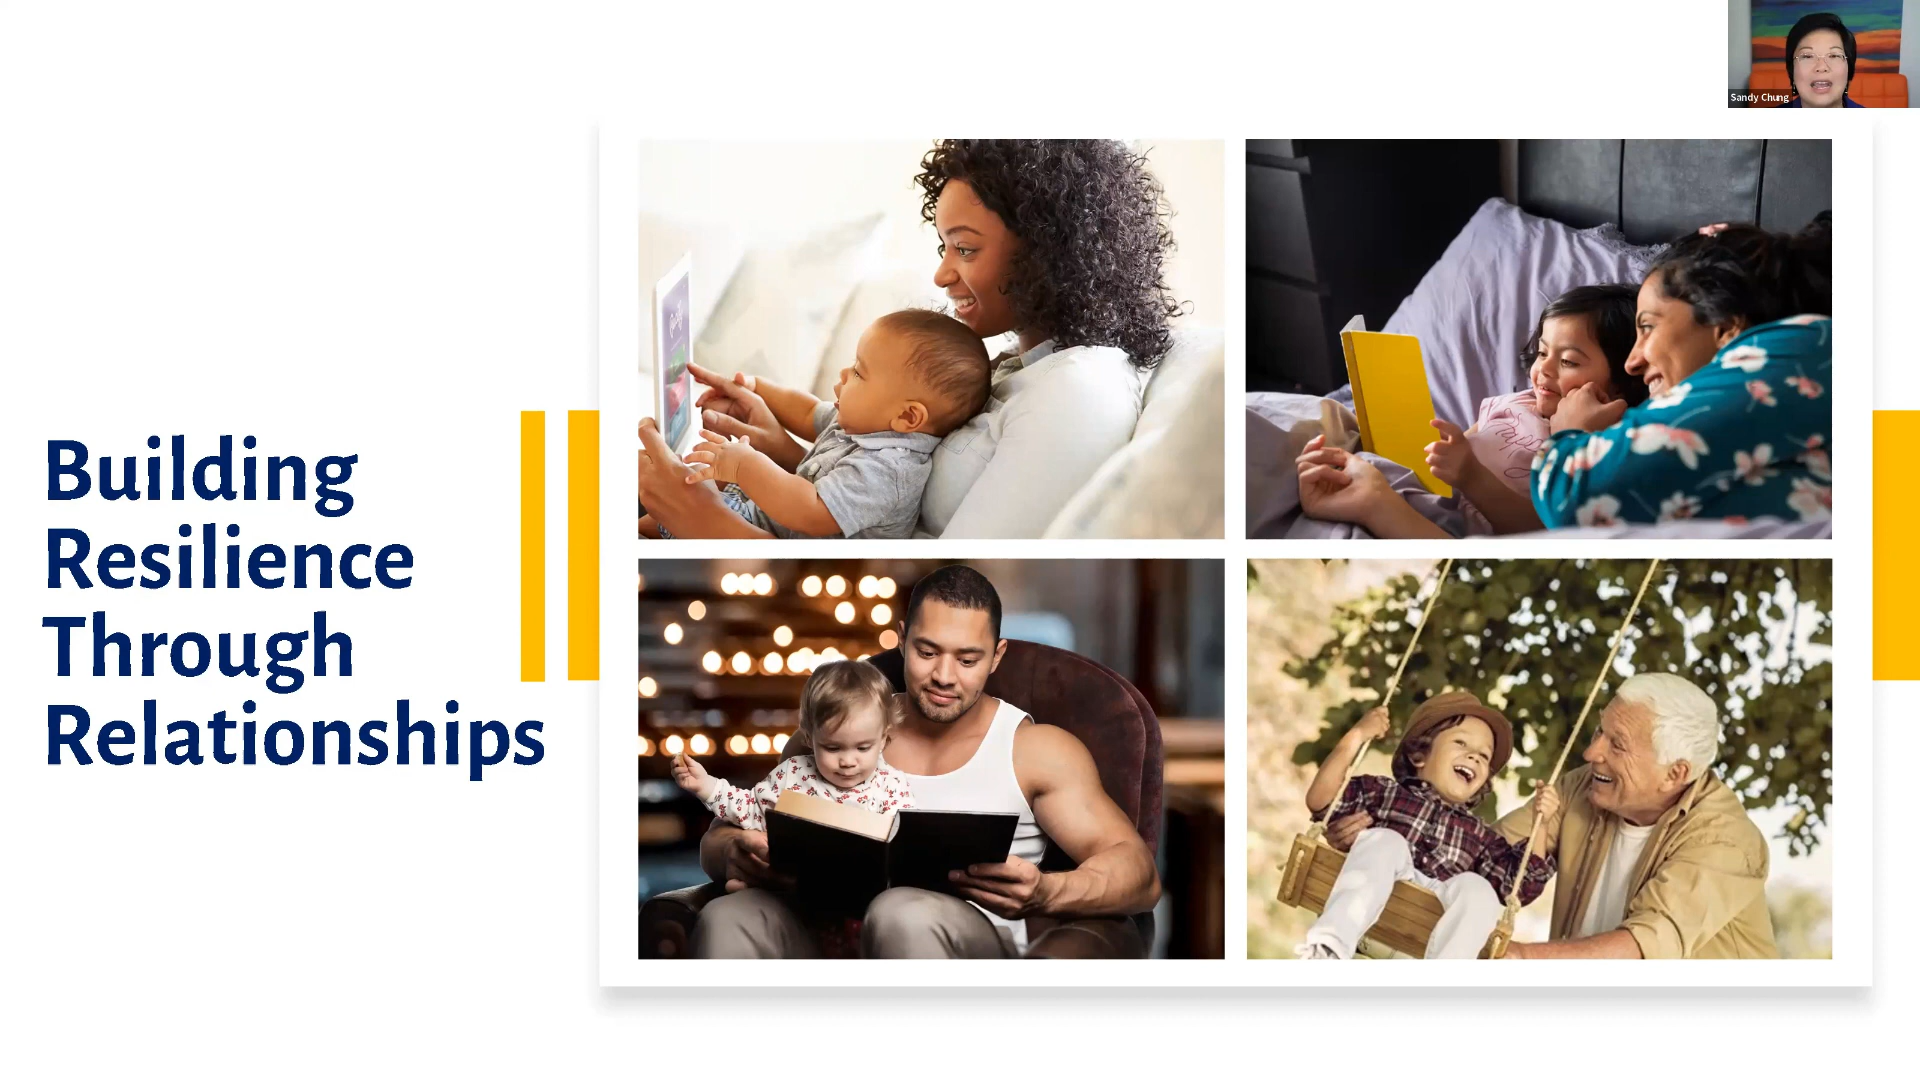 Sandy Chung
Building
Resilience
Through
Relationships